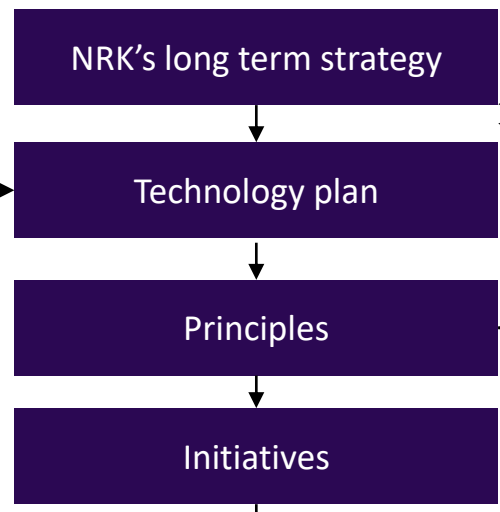 NRK’s long term strategy
Technology plan
Principles
Initiatives